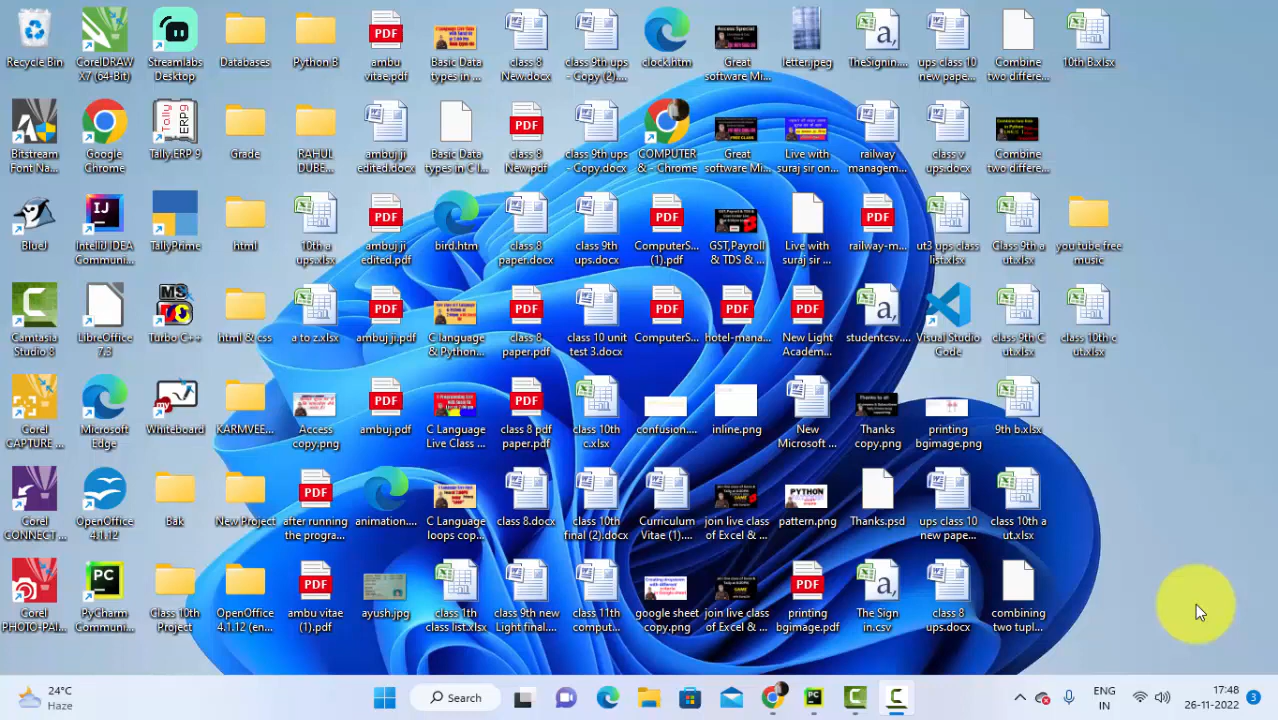 Recycle Bin
CorelDRAW
X7 (64-Bit)
Streamlabs
Desktop
Databases
Python B
ambu
vitae.pdf
Basic Data
types in ...
class 8
New.docx
class 9th ups
- Copy (2)....
clock.htm
Great
software Mi...
letter.jpeg
TheSignin....
ups class 10
new pape...
Combine
two differe...
10th B.xlsx
Bitstream
Font Na...
Google
Chrome
Tally.ERP 9
Grade
RAHUL
DUBE...
ambuj ji
edited.docx
Basic Data
types in C l...
class 8
New.pdf
class 9th ups
- Copy.docx
COMPUTER
& - Chrome
Great
software Mi...
Live with
suraj sir on...
railway
managem...
class v
ups.docx
Combine
two differe...
BlueJ
IntelliJ IDEA
Communi...
TallyPrime
html
10th a
ups.xlsx
ambuj ji
edited.pdf
bird.htm
class 8
paper.docx
class 9th
ups.docx
ComputerS...
(1).pdf
GST,Payroll
& TDS & ...
Live with
suraj sir ...
railway-m...
ut3 ups class
list.xlsx
Class 9th a
ut.xlsx
youtube free
music
Camtasia
Studio 8
LibreOffice
7.3
Turbo C++
html & css
a to z.xlsx
ambuj ji.pdf
C language
& Python...
class 8
paper.pdf
class 10 unit
test 3.docx
ComputerS...
hotel-mana...
New Light
Academ...
studentcsv....
Visual Studio
Code
class 9th C
ut.xlsx
class 10th c
ut.xlsx
Corel
CAPTURE ...
Microsoft
Edge
WinAsard
KARMVEE...
Access
copy.png
ambuj.pdf
C Language
Live Class ...
class 8 pdf
paper.pdf
class 10th
c.xlsx
confusion....
inline.png
New
Microsoft ...
Thanks
copy.png
printing
bgimage.png
9th b.xlsx
Corel
CONNECT ...
OpenOffice
4.1.12
Bak
New Project
after running
the progra...
animation....
C Language
loops cop...
class 8.docx
class 10th
final (2).docx
Curriculum
Vitae (1)....
join live class
of Excel & ...
PYTHON
pattern.png
Thanks.psd
ups class 10
new pape...
class 10th a
ut.xlsx
Corel
PHOTO-PAI...
PyCharm
Communi...
Class 10th
Project
OpenOffice
4.1.12 (en...
ambu vitae
(1).pdf
ayush.jpg
class 1th
class list.xlsx
class 9th new
Light final....
class 11th
comput...
google sheet
copy.png
join live class
of Excel & ...
printing
bgimage.pdf
The Sign
in.csv
class 8
ups.docx
combining
two tupl...
24°C
Haze
Search
ENG
IN
28-11-2022
3